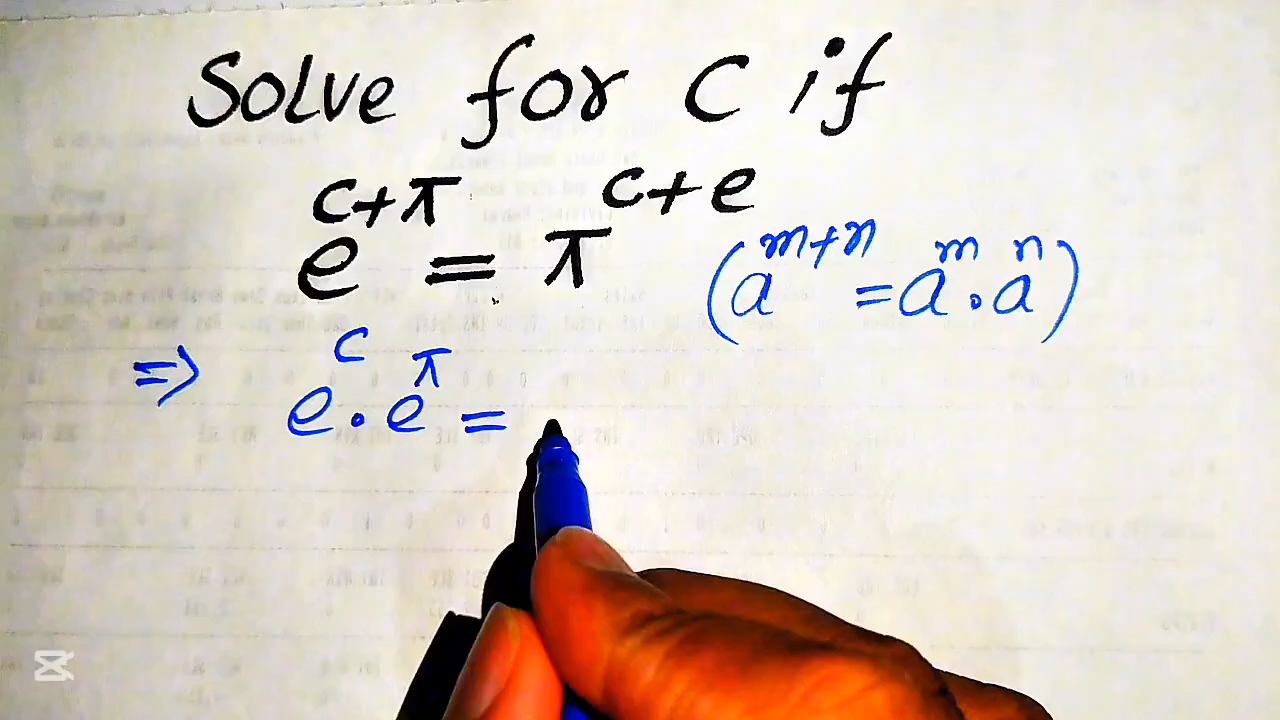 Solve for C if
e^{c+π} = π^{c+e} (a^{m+n} = a^m · a^n)
⇒ e^c · e^π =